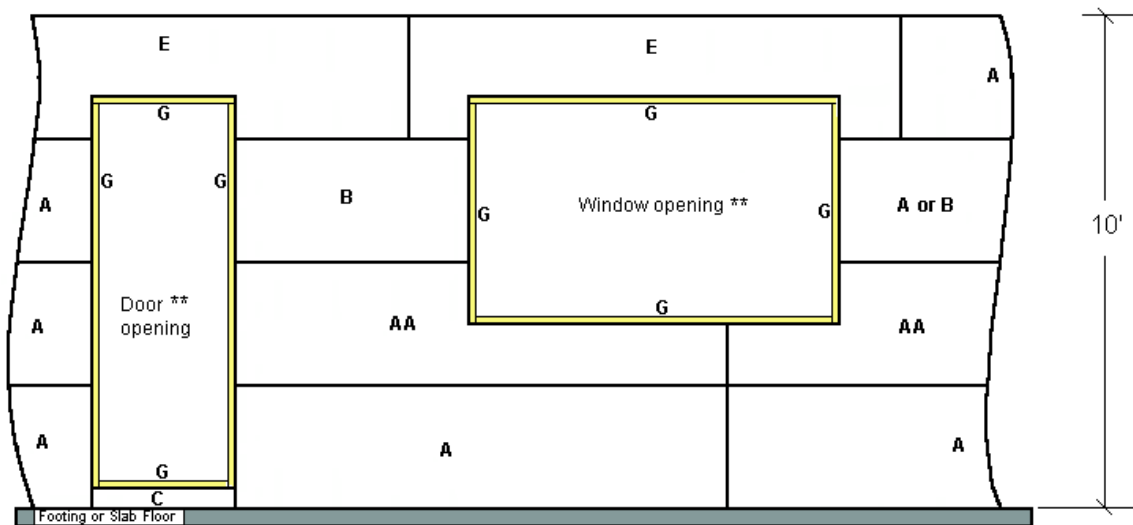 E
E
A
G
G
G
G
A
B
G
Window opening **
G
A or B
10'
Door **
opening
G
A
AA
AA
A
G
A
A
C
Footing or Slab Floor